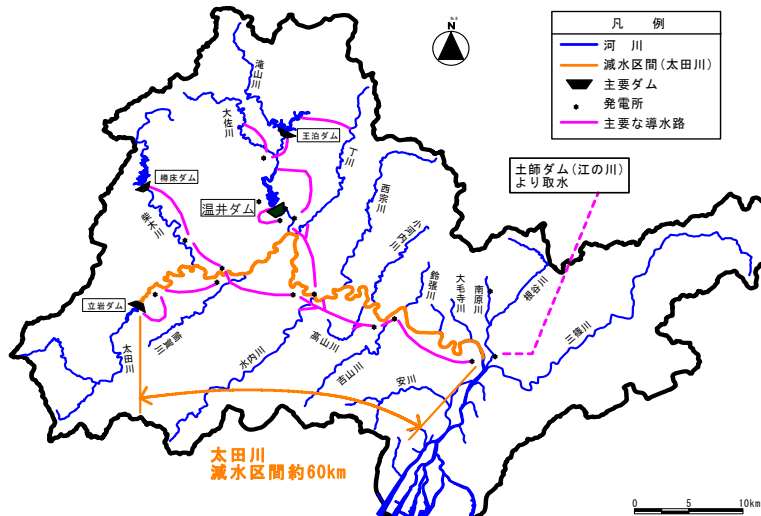 凡 例
河 川
減水区間(太田川)
主要ダム
発電所
主要な導水路
土師ダム(江の川)
より取水
滝山川
大佐川
王泊ダム
丁川
樽床ダム
温井ダム
西宗川
小河内川
柴木川
鈴張川
大毛寺川
南原川
根谷川
三篠川
立岩ダム
太田川
筒賀川
水内川
高山川
吉山川
安川
太田川
減水区間約60km
0 5 10km